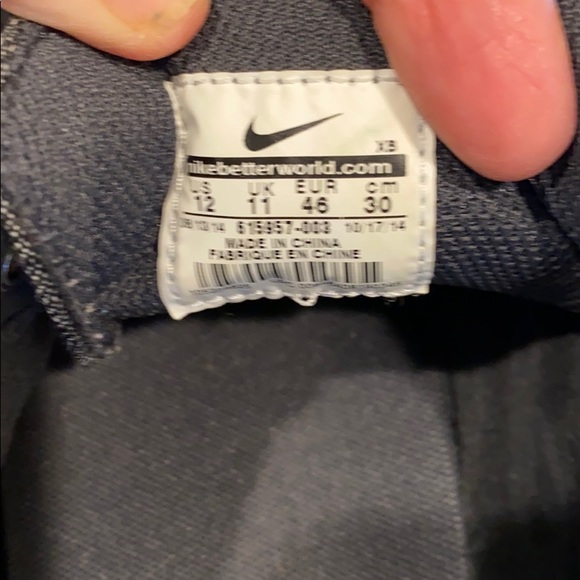 XB
nikebetterworld.com
US UK EUR cm
12 11 46 30
615957-003 10/17/14
MADE IN CHINA
FABRIQUE EN CHINE